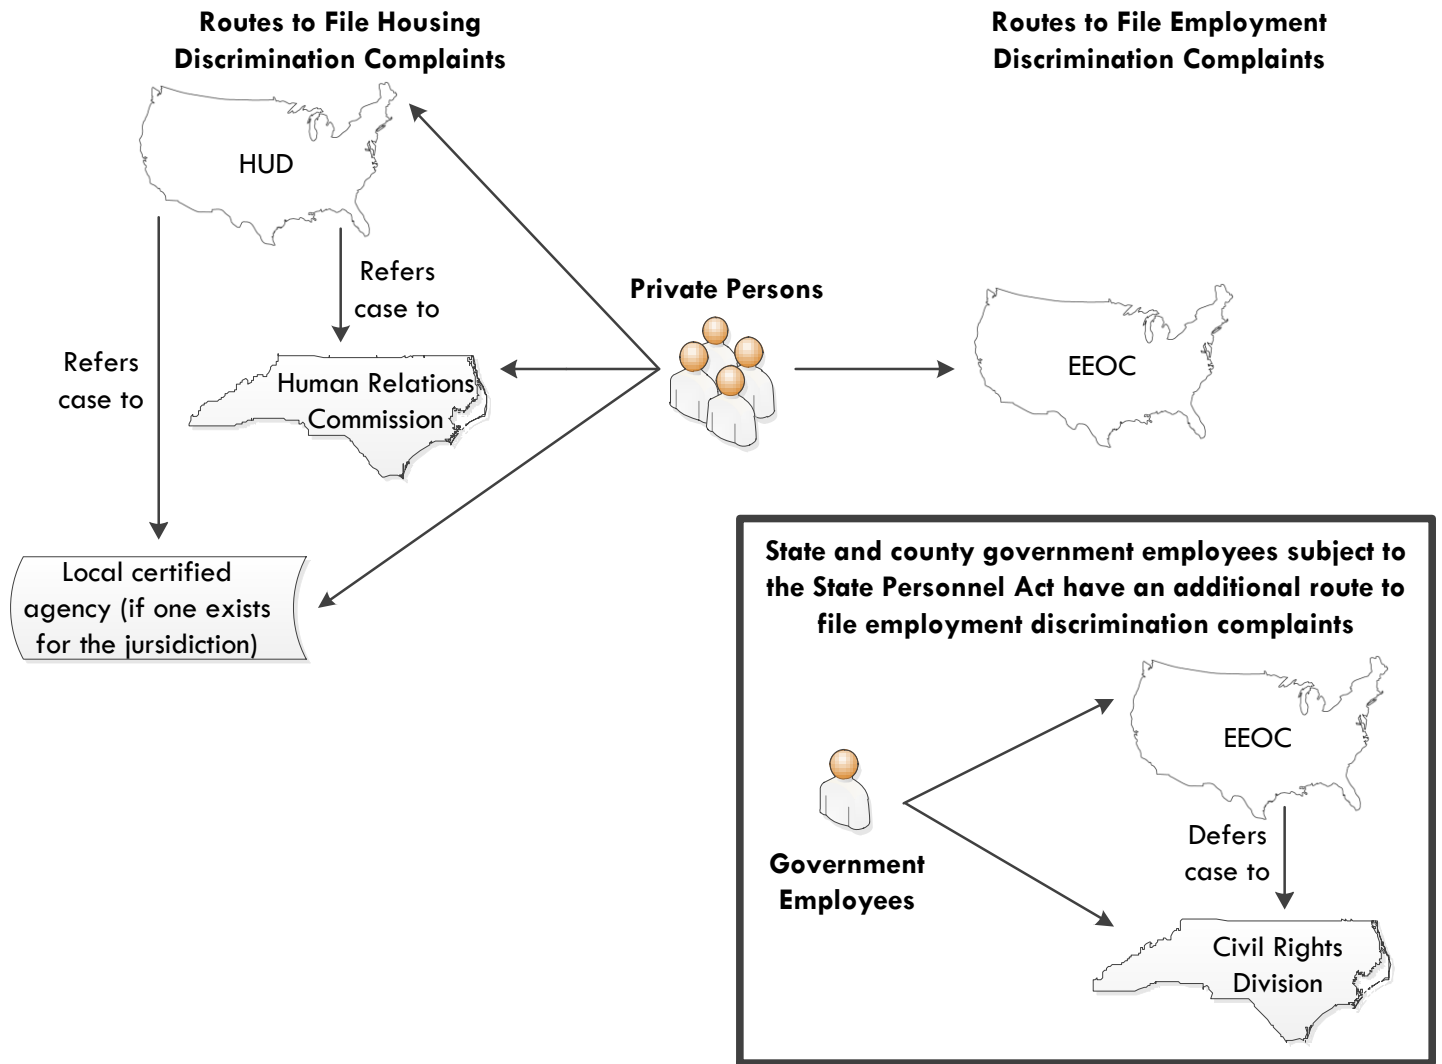 Routes to File Housing
Discrimination Complaints
Routes to File Employment
Discrimination Complaints
HUD
Refers
case to
Refers
case to
Human Relations
Commission
Local certified
agency (if one exists
for the jursidiction)
Private Persons
EEOC
State and county government employees subject to
the State Personnel Act have an additional route to
file employment discrimination complaints
EEOC
Government
Employees
Defers
case to
Civil Rights
Division